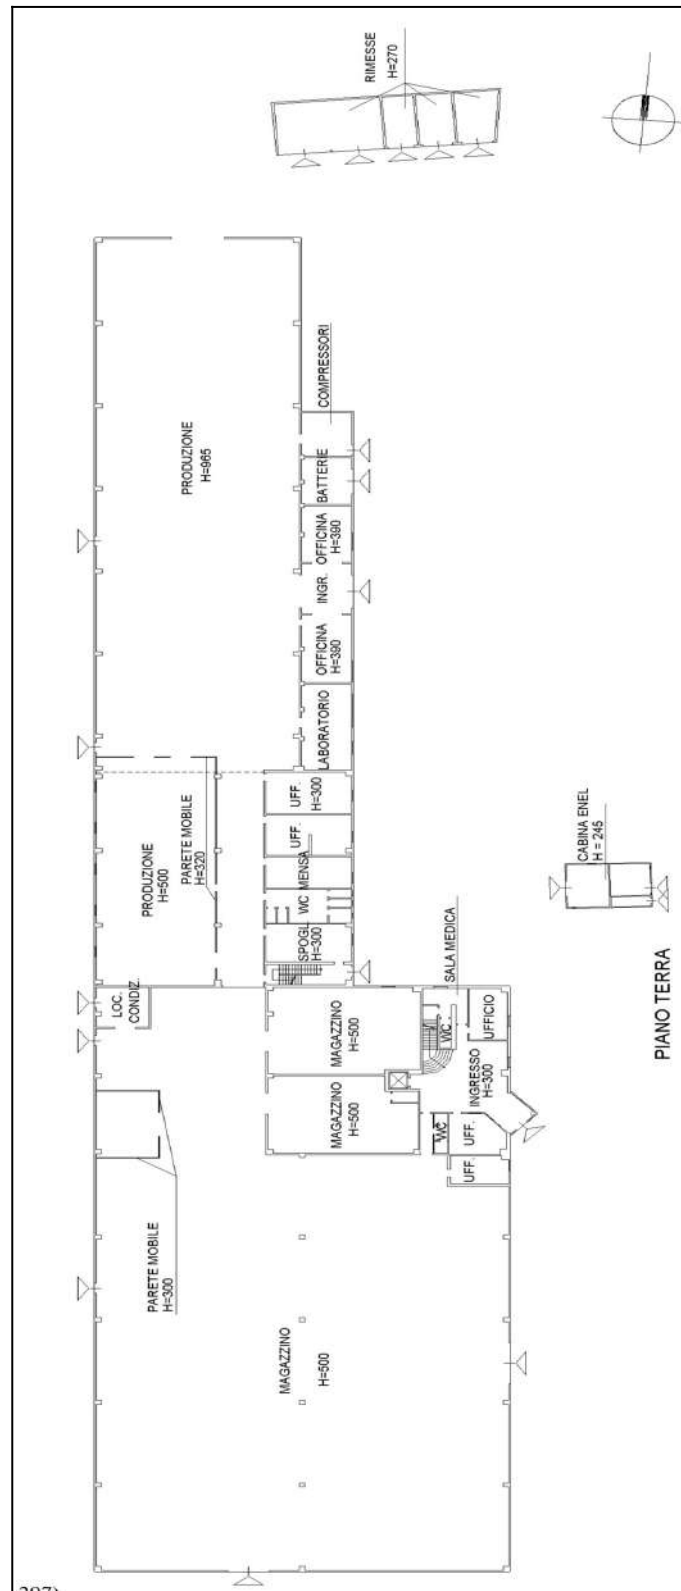 RIMESSE
H=270
COMPRESSORI
PRODUZIONE
H=965
BATTERIE
OFFICINA
H=390
INGR.
OFFICINA
H=390
LABORATORIO
UFF.
H=300
UFF.
MENSA
WC
SPOGL.
H=300
PARETE MOBILE
H=320
PRODUZIONE
H=500
CABINA ENEL
H = 245
SALA MEDICA
LOC.
CONDIZ.
MAGAZZINO
H=500
WC
UFFICIO
PIANO TERRA
INGRESSO
H=300
MAGAZZINO
H=500
WC
UFF.
UFF.
PARETE MOBILE
H=300
MAGAZZINO
H=500